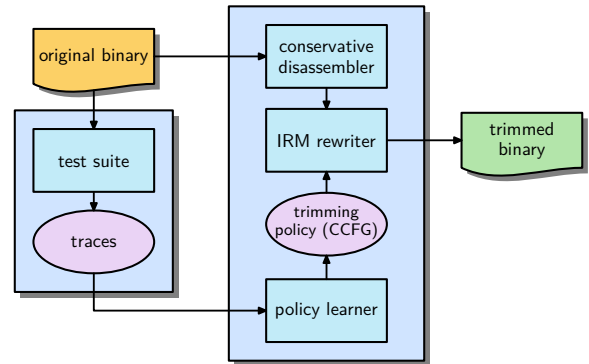 original binary
conservative
disassembler
test suite
IRM rewriter
trimmed
binary
traces
trimming
policy (CCFG)
policy learner